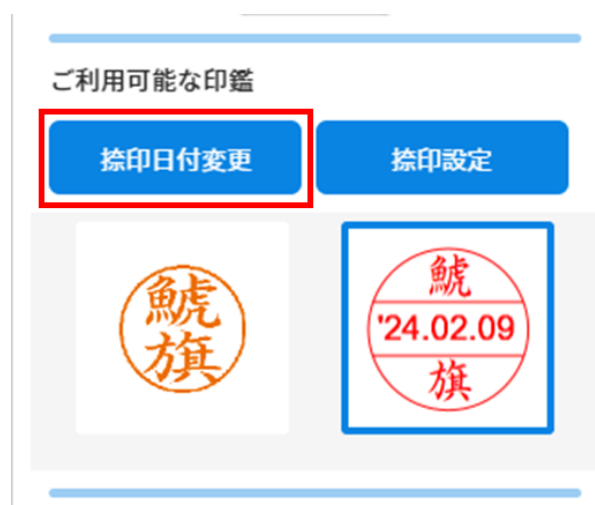 ご利用可能な印鑑
捺印日付変更
捺印設定
鯱
旗
鯱
'24.02.09
旗